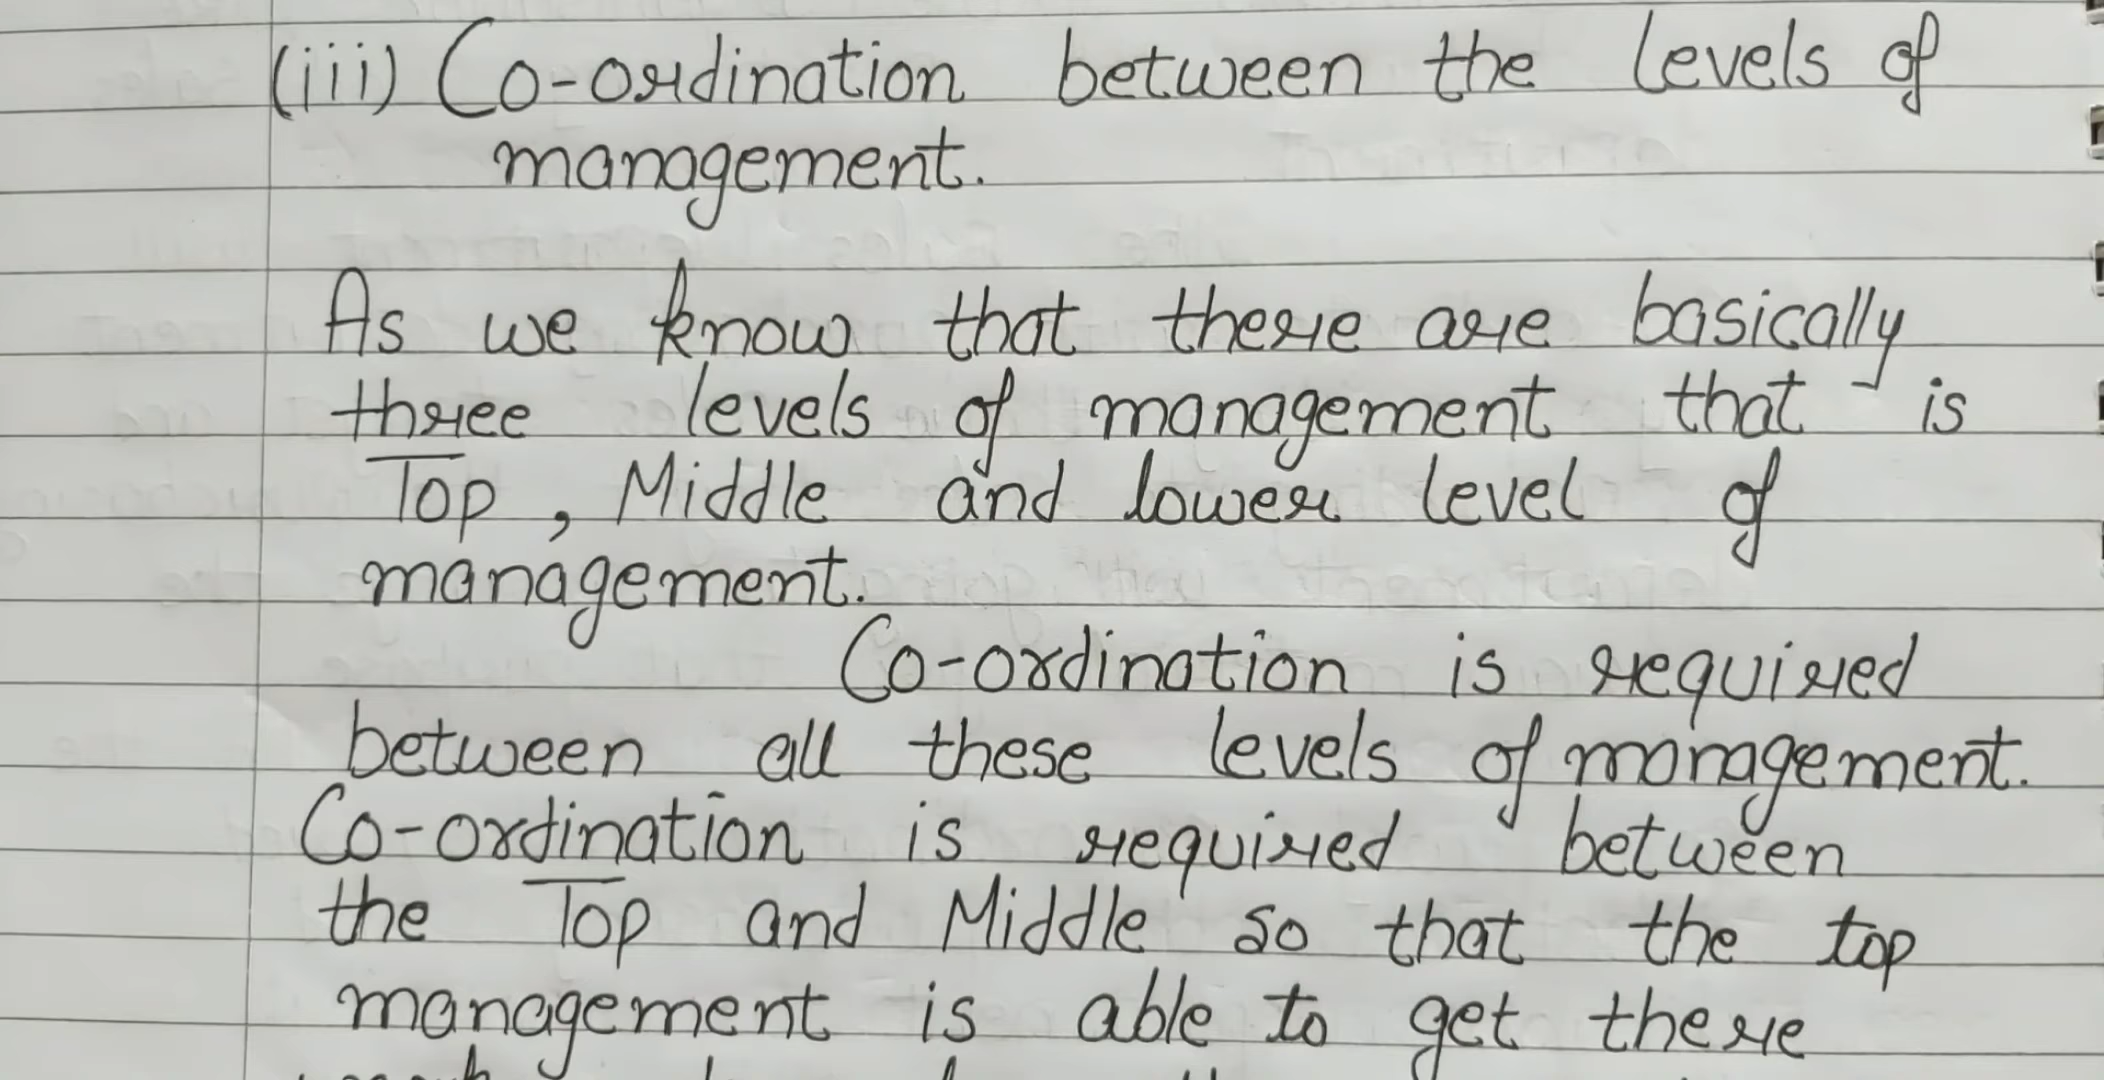 (iii) Co-ordination between the levels of
management.
As we know that there are basically
three levels of management that is
Top, Middle and lower level of
management.
Co-ordination is required
between all these levels of management.
Co-ordination is required between
the Top and Middle so that the top
management is able to get there